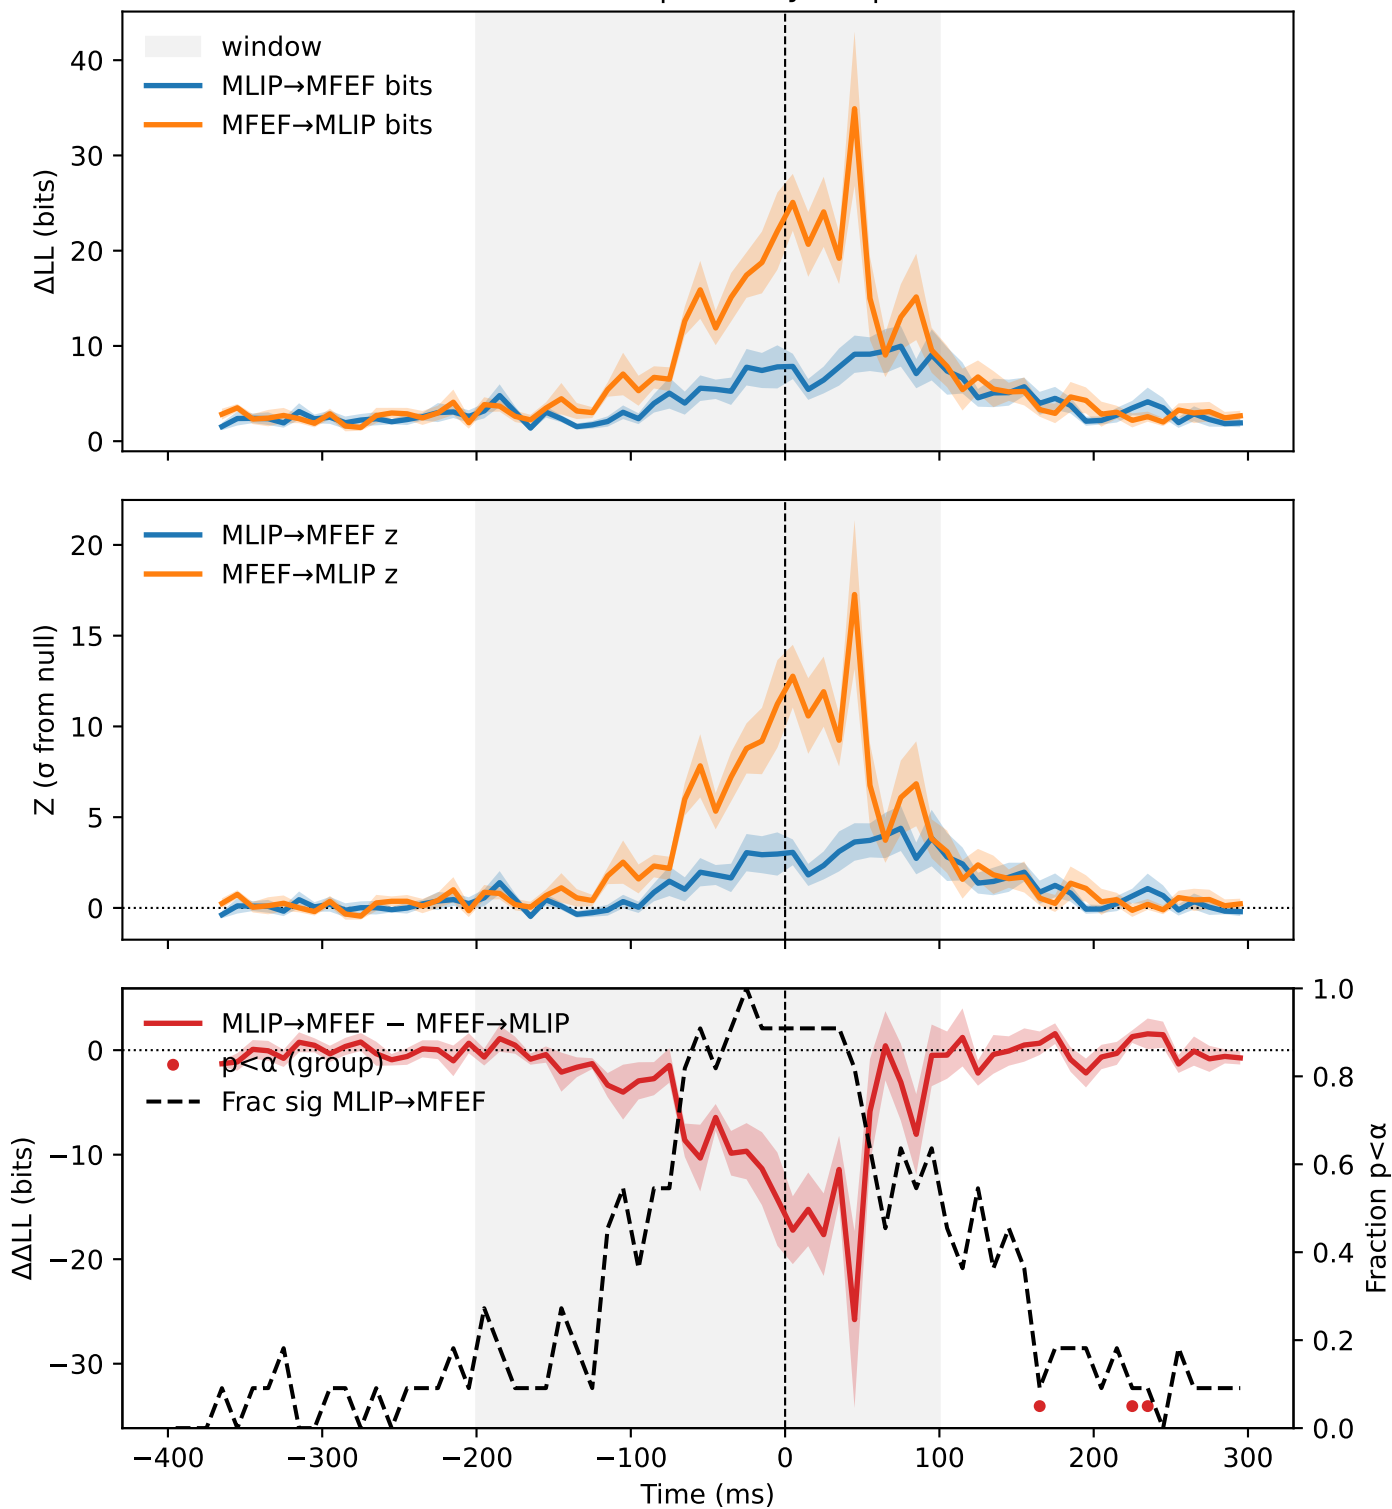 window
MLIP→MFEF bits
MFEF→MLIP bits
40
30
20
10
0
ΔLL (bits)
MLIP→MFEF z
MFEF→MLIP z
20
15
10
5
0
Z (σ from null)
MLIP→MFEF − MFEF→MLIP
p<α (group)
Frac sig MLIP→MFEF
0
−10
−20
−30
ΔΔLL (bits)
1.0
0.8
0.6
0.4
0.2
0.0
Fraction p<α
−400 −300 −200 −100 0 100 200 300
Time (ms)